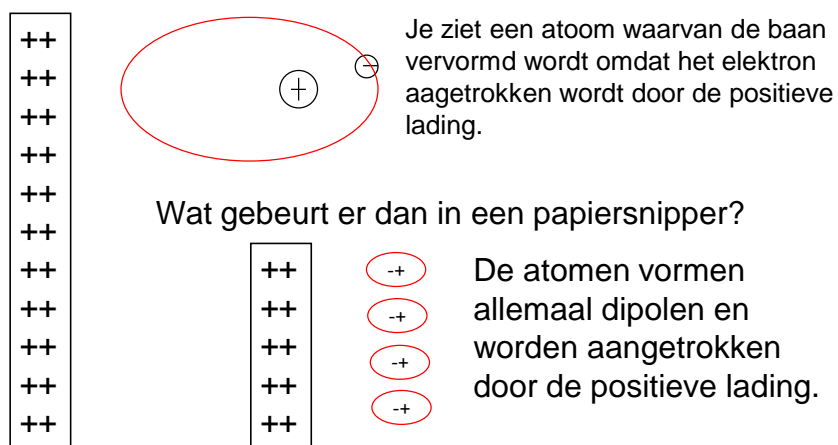 ++
++
++
++
++
++
++
++
++
++
++
+
-
Je ziet een atoom waarvan de baan
vervormd wordt omdat het elektron
aagetrokken wordt door de positieve
lading.
Wat gebeurt er dan in een papiersnipper?
++
++
++
++
++
-+
-+
-+
-+
De atomen vormen
allemaal dipolen en
worden aangetrokken
door de positieve lading.